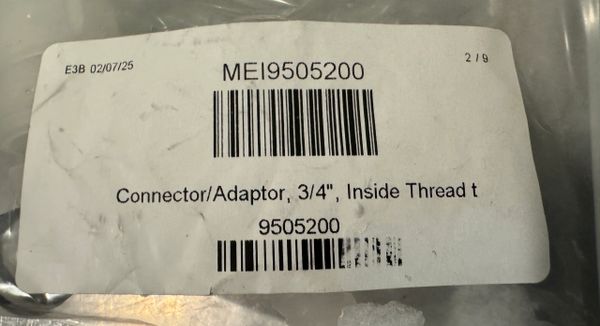 E3B 02/07/25
2 / 9
MEI9505200
Connector/Adaptor, 3/4", Inside Thread t
9505200